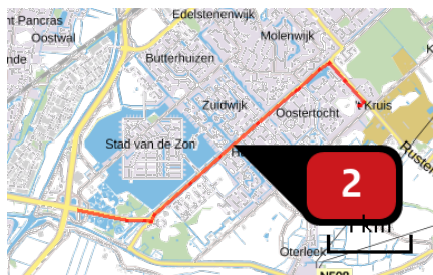 Edelstenenwijk
nt Pancras
Oostwal
Molenwijk
Butterhuizen
nde
Zuidwijk
Kruis
Oostertocht
Stad van de Zon
Ruste
H
2
1 km
Oterleek
N508